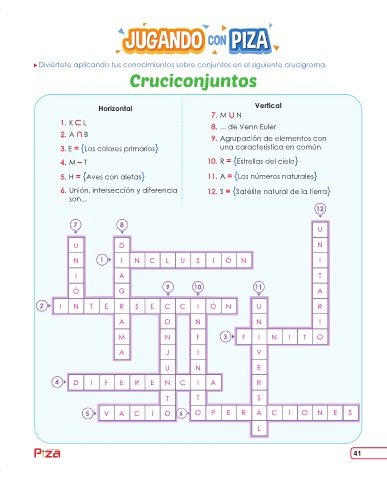 JUGANDO CON PIZA
Diviértete aplicando tus conocimientos sobre conjuntos en el siguiente crucigrama.
Cruciconjuntos
Horizontal
1. K ⊂ L
2. A ∩ B
3. E = {Los colores primarios}
4. M – T
5. H = {Aves con aletas}
6. Unión, intersección y diferencia
son...
Vertical
7. M U N
8. ... de Venn Euler
9. Agrupación de elementos con
una característica en común
10. R = {Estrellas del cielo}
11. A = {Los números naturales}
12. S = {Satélite natural de la tierra}
12
7 8 U
U D N
N 1 I N C L U S I Ó N I
I A T
Ó G 9 10 11 A
2 I N T E R S E C C I Ó N U R
A O N N I
M N F 3 F I N I T O
A J I V
U N E
4 D I F E R E N C I A R
T T S
5 V A C Í O 6 O P E R A C I O N E S
L
PIZA
41